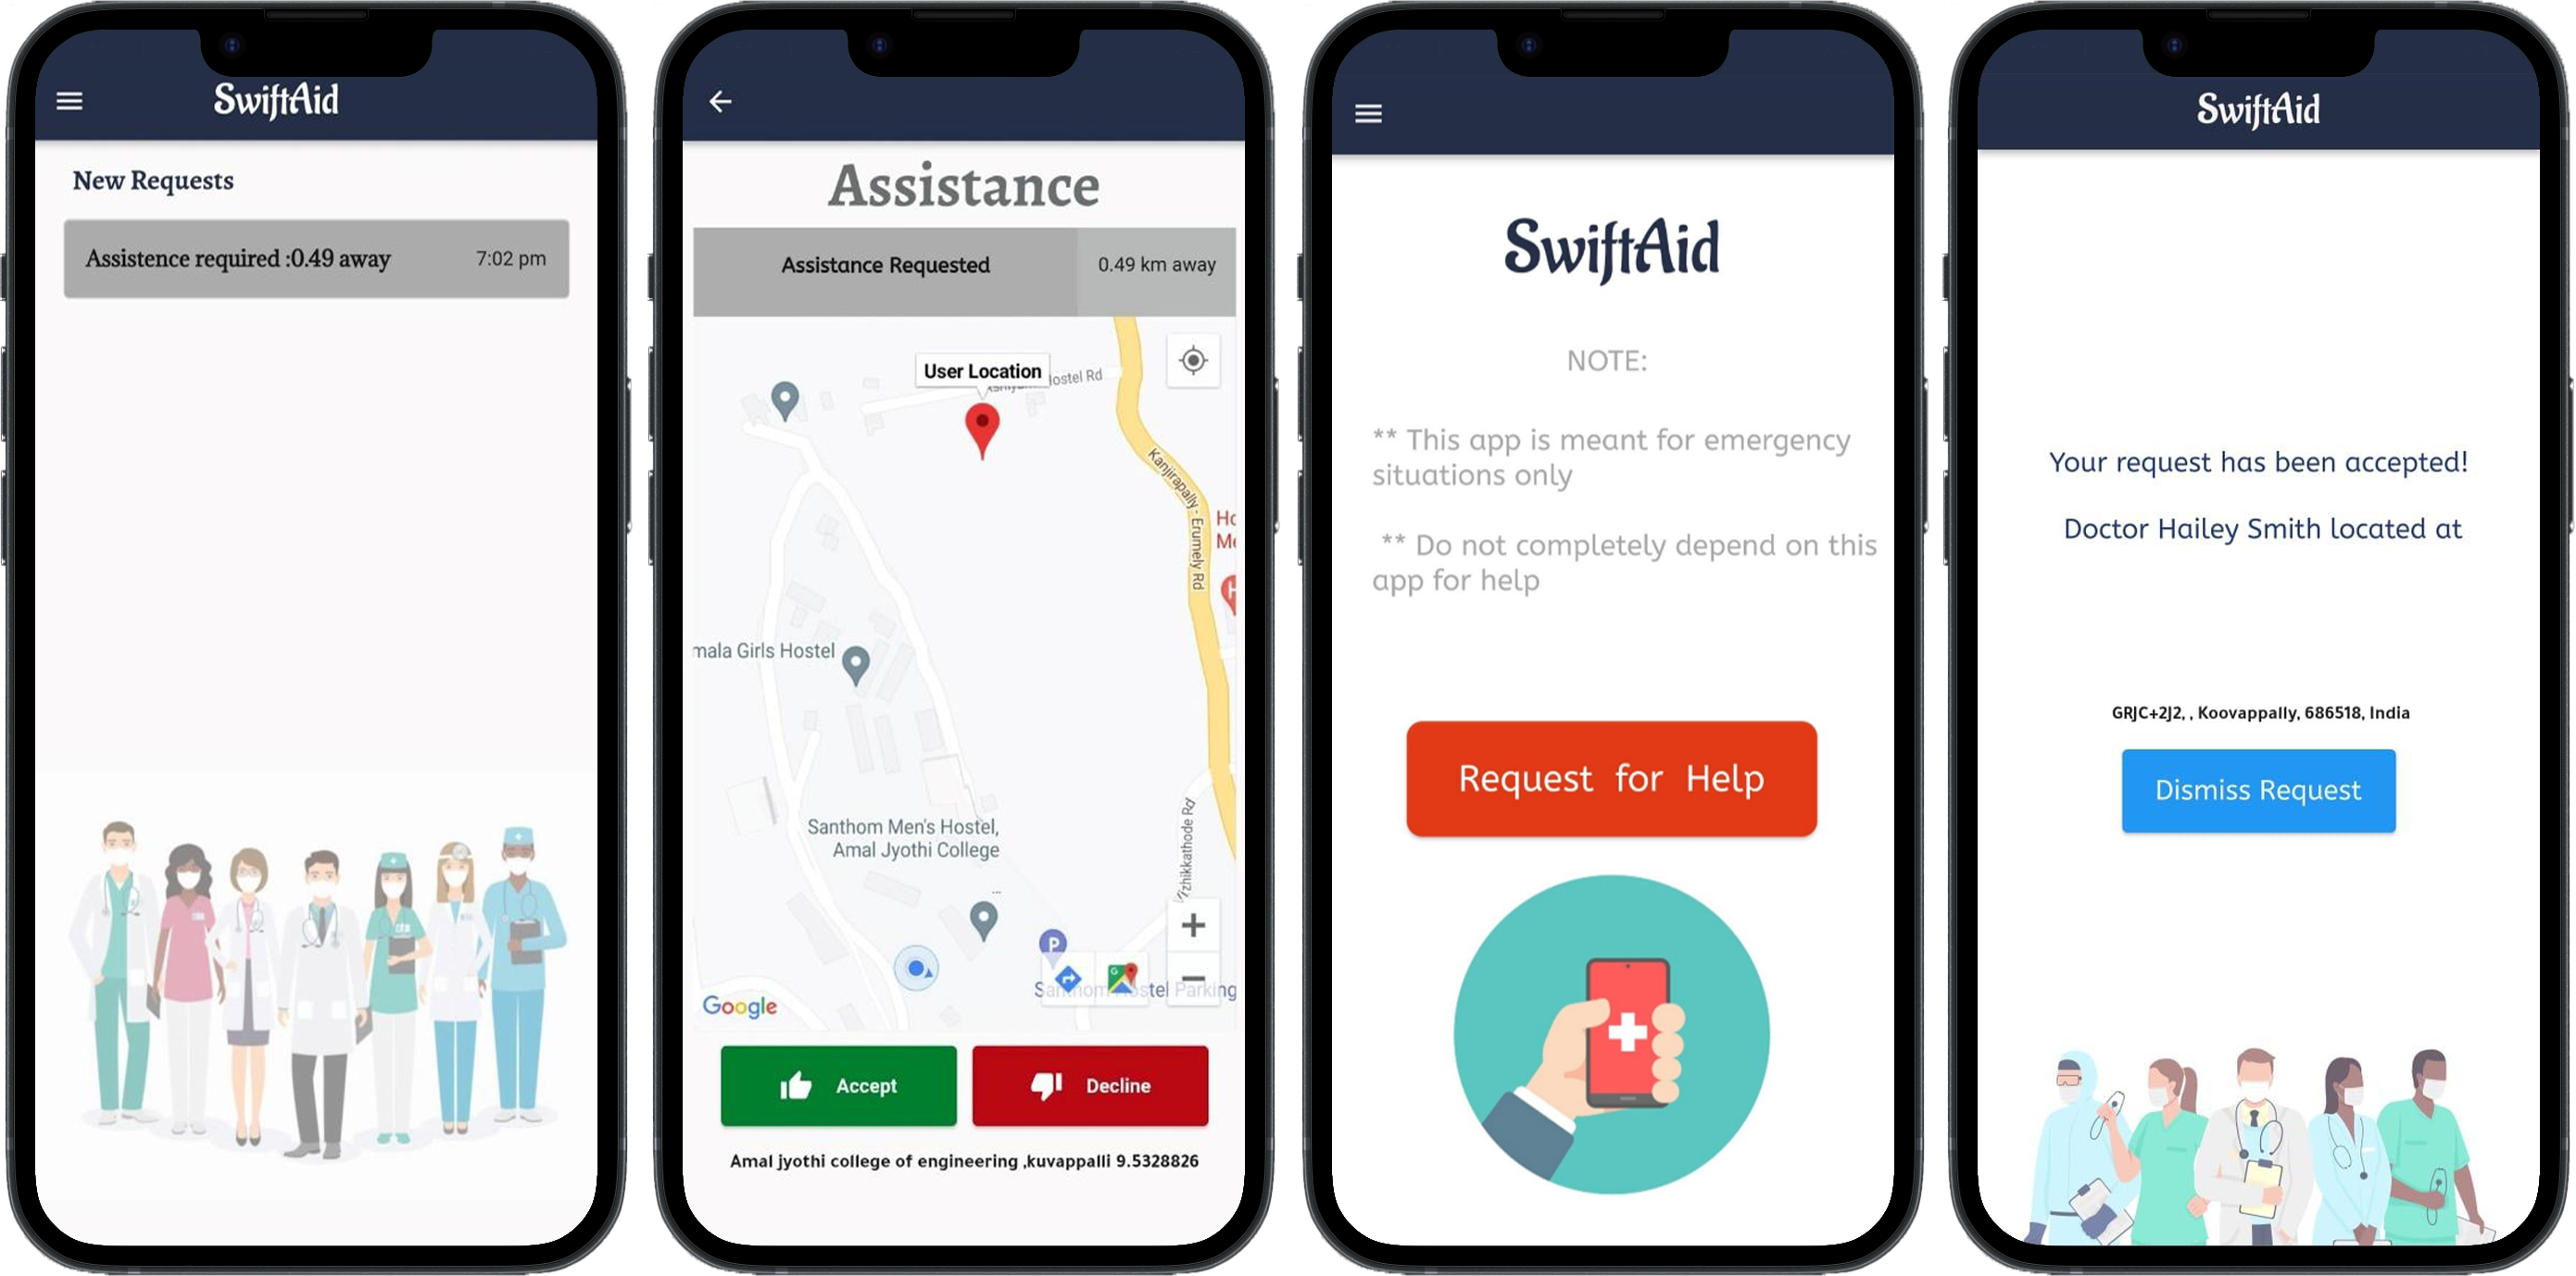 SwiftAid
New Requests
Assistence required :0.49 away
7:02 pm
Assistance
Assistance Requested
0.49 km away
User Location
Hostel Rd
Kanjirapally - Erumely Rd
mala Girls Hostel
Santhom Men's Hostel,
Amal Jyothi College
...
Vizhikkathode Rd
P
Santhom Hostel Parking
Google
Accept
Decline
Amal jyothi college of engineering ,kuvappalli 9.5328826
SwiftAid
NOTE:
** This app is meant for emergency
situations only
** Do not completely depend on this
app for help
Request for Help
SwiftAid
Your request has been accepted!
Doctor Hailey Smith located at
GRJC+2J2, , Koovappally, 686518, India
Dismiss Request